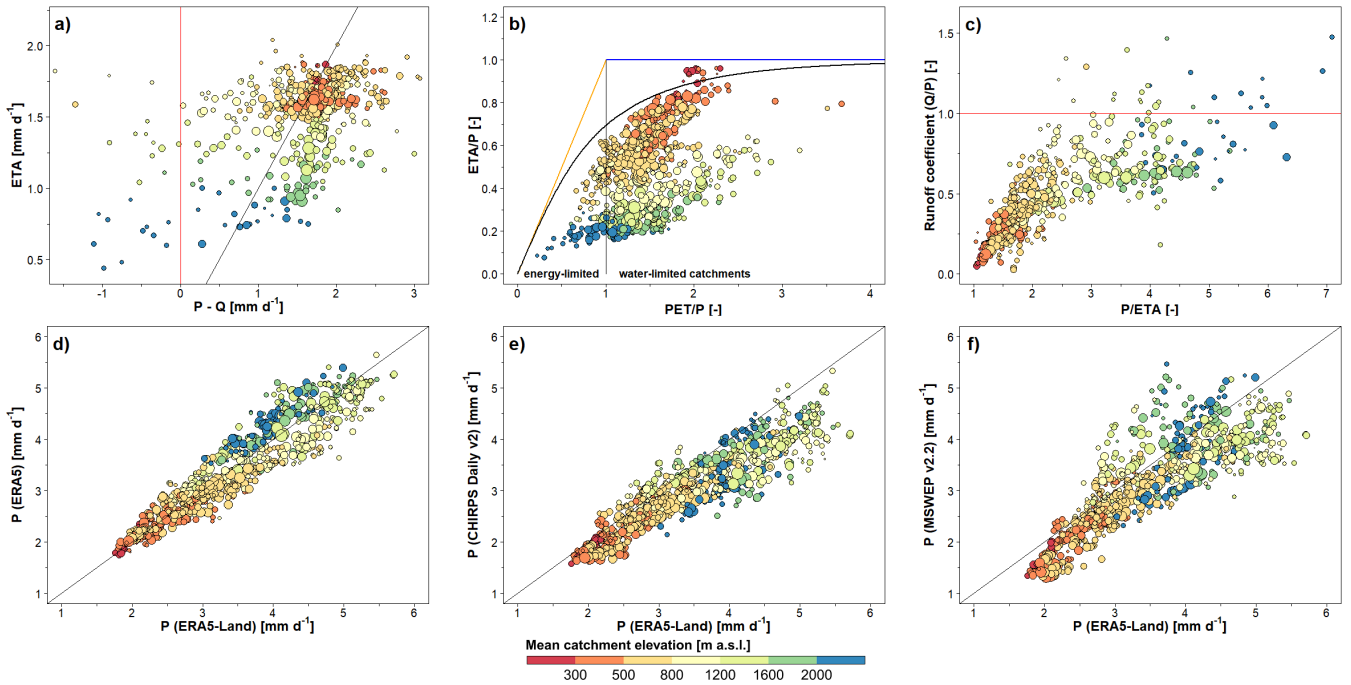 a)
ETA [mm d-1]
2.0
1.5
1.0
0.5
-1 0 1 2 3
P - Q [mm d-1]
b)
ETA/P [-]
1.2
1.0
0.8
0.6
0.4
0.2
0.0
energy-limited water-limited catchments
0 1 2 3 4
PET/P [-]
c)
Runoff coefficient (Q/P) [-]
1.5
1.0
0.5
0.0
1 2 3 4 5 6 7
P/ETA [-]
d)
P (ERA5) [mm d-1]
6
5
4
3
2
1
1 2 3 4 5 6
P (ERA5-Land) [mm d-1]
e)
P (CHIRPS Daily v2) [mm d-1]
6
5
4
3
2
1
1 2 3 4 5 6
P (ERA5-Land) [mm d-1]
f)
P (MSWEP v2.2) [mm d-1]
6
5
4
3
2
1
1 2 3 4 5 6
P (ERA5-Land) [mm d-1]
Mean catchment elevation [m a.s.l.]
300 500 800 1200 1600 2000